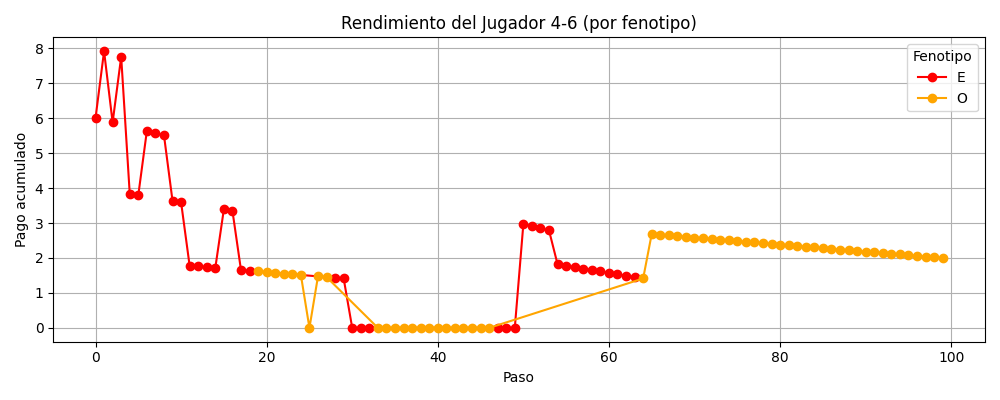 Rendimiento del Jugador 4-6 (por fenotipo)
Pago acumulado
8
7
6
5
4
3
2
1
0
0 20 40 60 80 100
Paso
Fenotipo
E
O